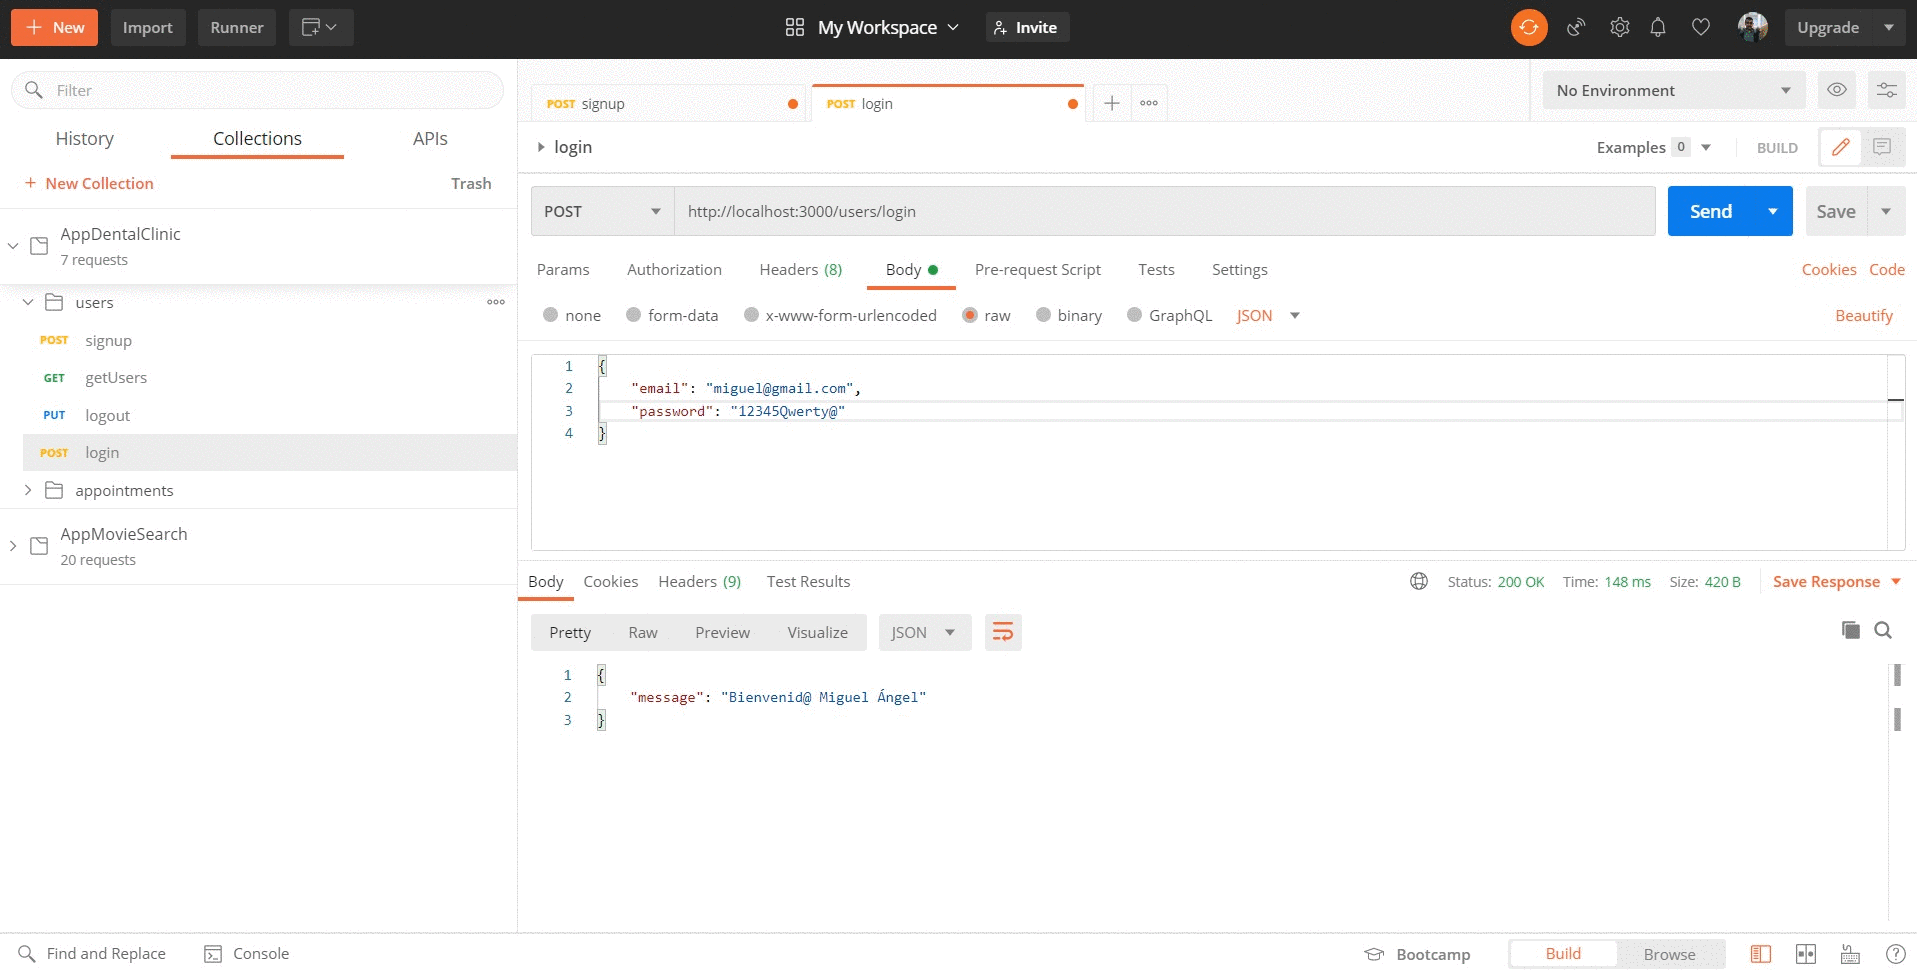 New Import Runner My Workspace Invite Upgrade
Filter
History Collections APIs
New Collection Trash
AppDentalClinic
7 requests
users
POST signup
GET getUsers
PUT logout
POST login
appointments
AppMovieSearch
20 requests
POST signup POST login No Environment
login Examples 0 BUILD
POST http://localhost:3000/users/login Send Save
Params Authorization Headers (8) Body Pre-request Script Tests Settings Cookies Code
none form-data x-www-form-urlencoded raw binary GraphQL JSON Beautify
1 {
2 "email": "miguel@gmail.com",
3 "password": "12345Qwerty@"
4 }
Body Cookies Headers (9) Test Results Status: 200 OK Time: 148 ms Size: 420 B Save Response
Pretty Raw Preview Visualize JSON
1 {
2 "message": "Bienvenid@ Miguel Ángel"
3 }
Find and Replace Console Bootcamp Build Browse